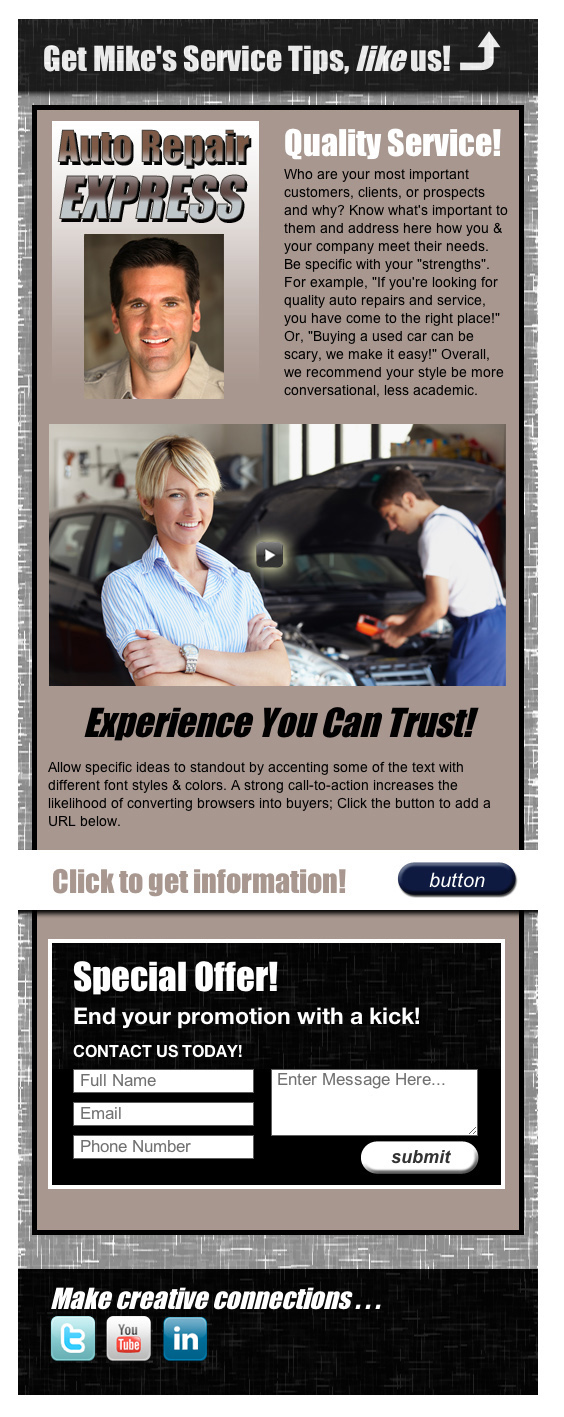 Get Mike's Service Tips, like us!
Auto Repair
EXPRESS
Quality Service!
Who are your most important
customers, clients, or prospects
and why? Know what's important to
them and address here how you &
your company meet their needs.
Be specific with your "strengths".
For example, "If you're looking for
quality auto repairs and service,
you have come to the right place!"
Or, "Buying a used car can be
scary, we make it easy!" Overall,
we recommend your style be more
conversational, less academic.
Experience You Can Trust!
Allow specific ideas to standout by accenting some of the text with
different font styles & colors. A strong call-to-action increases the
likelihood of converting browsers into buyers; Click the button to add a
URL below.
Click to get information!
button
Special Offer!
End your promotion with a kick!
CONTACT US TODAY!
Full Name
Email
Phone Number
Enter Message Here...
submit
Make creative connections . . .
t
You
Tube
in